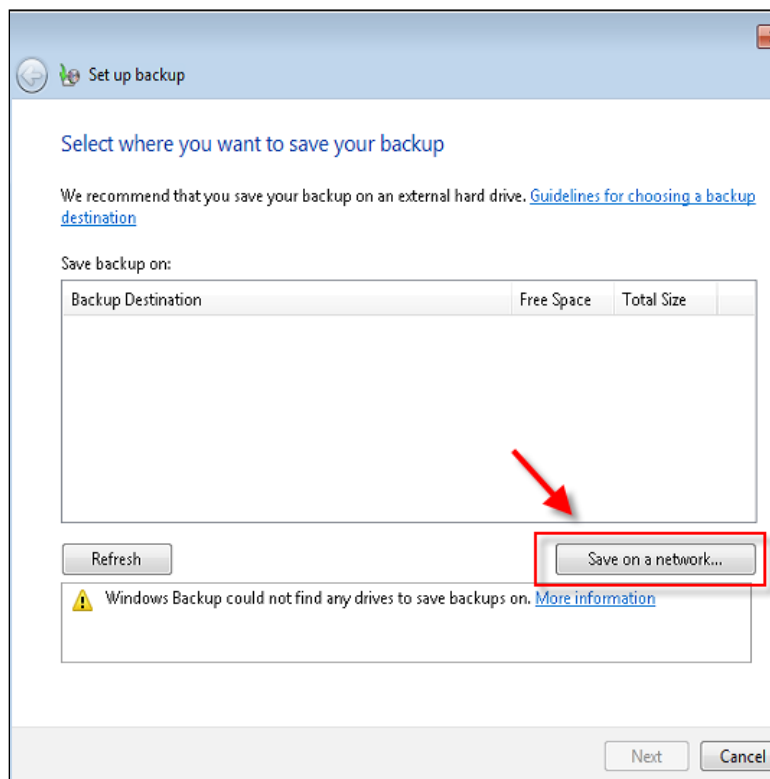 Set up backup
Select where you want to save your backup
We recommend that you save your backup on an external hard drive. Guidelines for choosing a backup
destination
Save backup on:
Backup Destination Free Space Total Size
Refresh Save on a network...
Windows Backup could not find any drives to save backups on. More information
Next Cancel